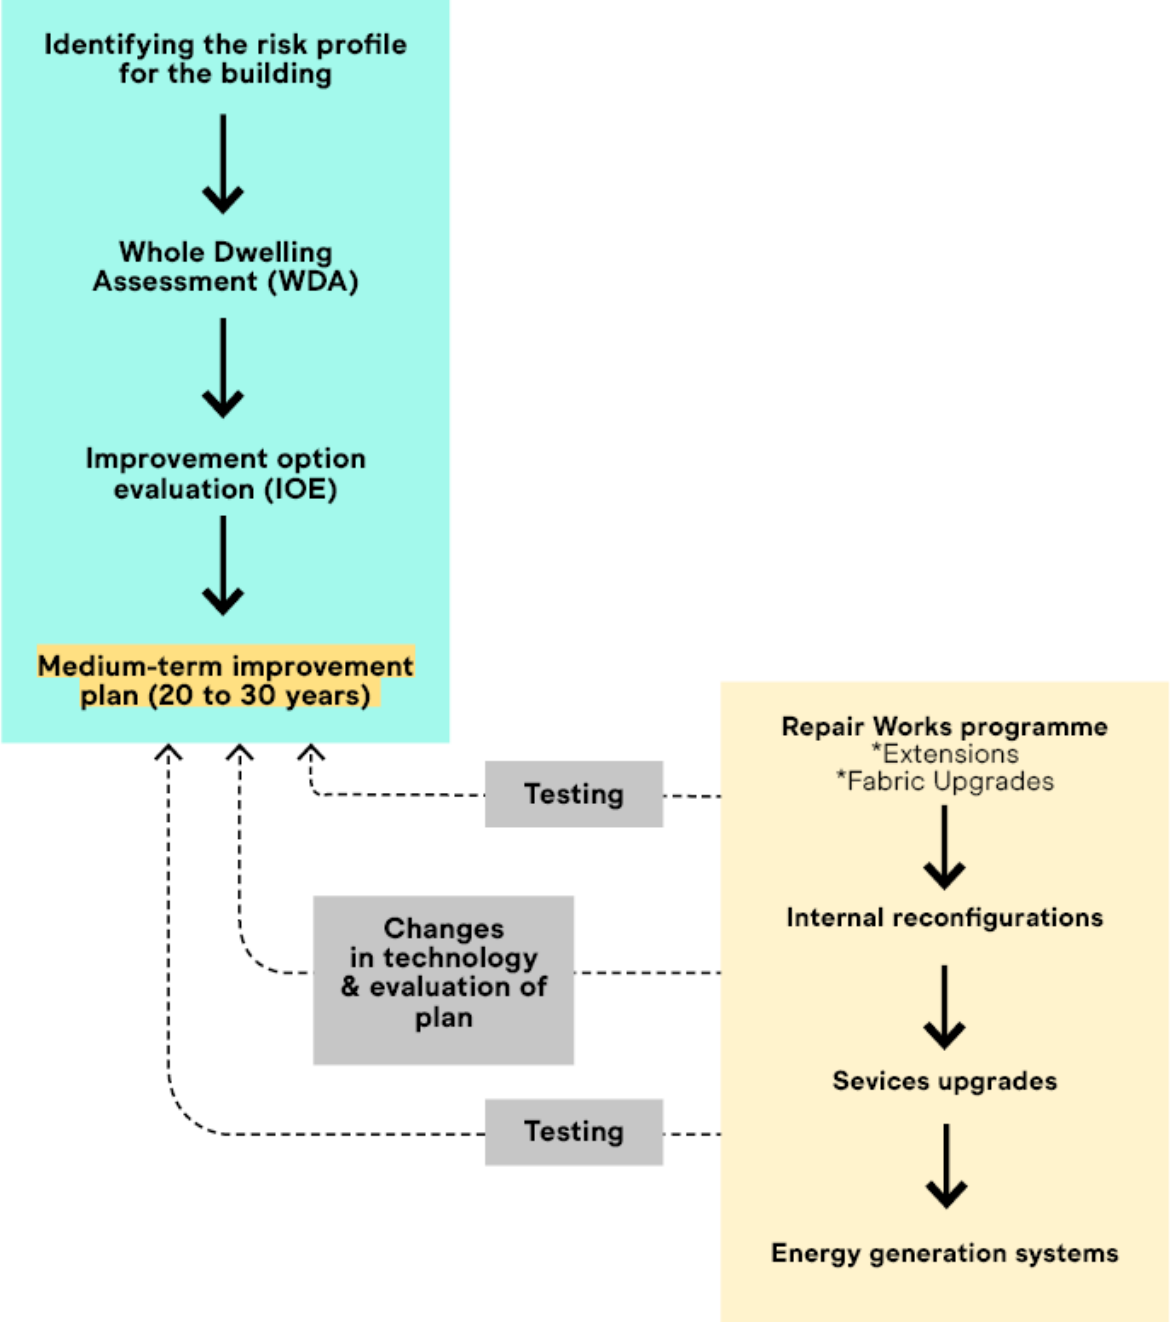 Identifying the risk profile
for the building
Whole Dwelling
Assessment (WDA)
Improvement option
evaluation (IOE)
Medium-term improvement
plan (20 to 30 years)
Repair Works programme
*Extensions
*Fabric Upgrades
Testing
Internal reconfigurations
Changes
in technology
& evaluation of
plan
Sevices upgrades
Testing
Energy generation systems